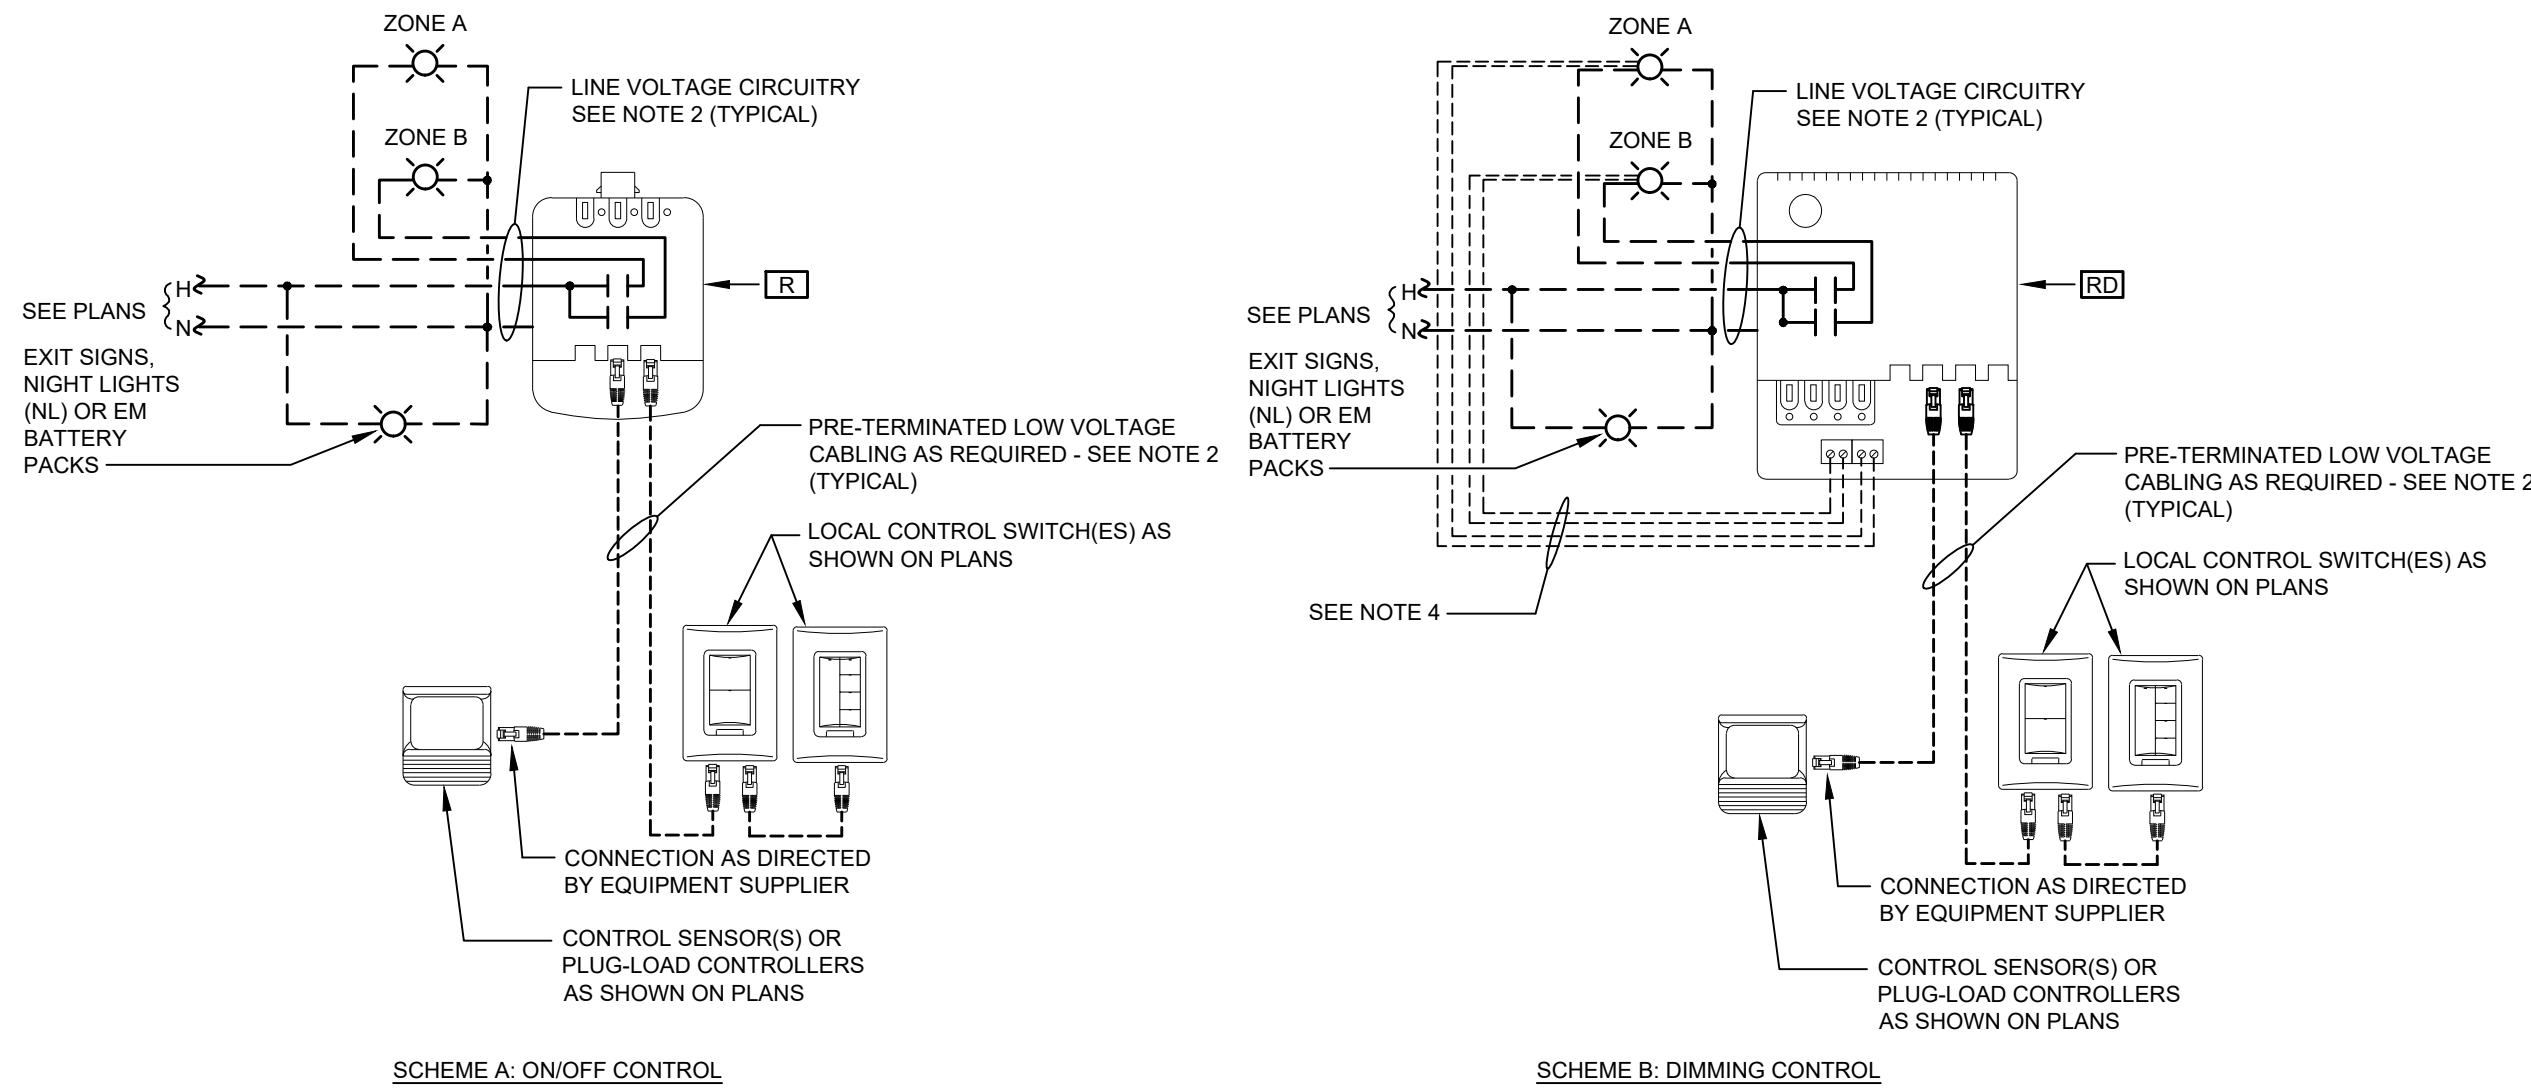 ZONE A
LINE VOLTAGE CIRCUITRY
SEE NOTE 2 (TYPICAL)
ZONE B
R
H
SEE PLANS
N
EXIT SIGNS,
NIGHT LIGHTS
(NL) OR EM
BATTERY
PACKS
PRE-TERMINATED LOW VOLTAGE
CABLING AS REQUIRED - SEE NOTE 2
(TYPICAL)
LOCAL CONTROL SWITCH(ES) AS
SHOWN ON PLANS
CONNECTION AS DIRECTED
BY EQUIPMENT SUPPLIER
CONTROL SENSOR(S) OR
PLUG-LOAD CONTROLLERS
AS SHOWN ON PLANS
SCHEME A: ON/OFF CONTROL
ZONE A
LINE VOLTAGE CIRCUITRY
SEE NOTE 2 (TYPICAL)
ZONE B
RD
H
SEE PLANS
N
EXIT SIGNS,
NIGHT LIGHTS
(NL) OR EM
BATTERY
PACKS
PRE-TERMINATED LOW VOLTAGE
CABLING AS REQUIRED - SEE NOTE 2
(TYPICAL)
LOCAL CONTROL SWITCH(ES) AS
SHOWN ON PLANS
SEE NOTE 4
CONNECTION AS DIRECTED
BY EQUIPMENT SUPPLIER
CONTROL SENSOR(S) OR
PLUG-LOAD CONTROLLERS
AS SHOWN ON PLANS
SCHEME B: DIMMING CONTROL